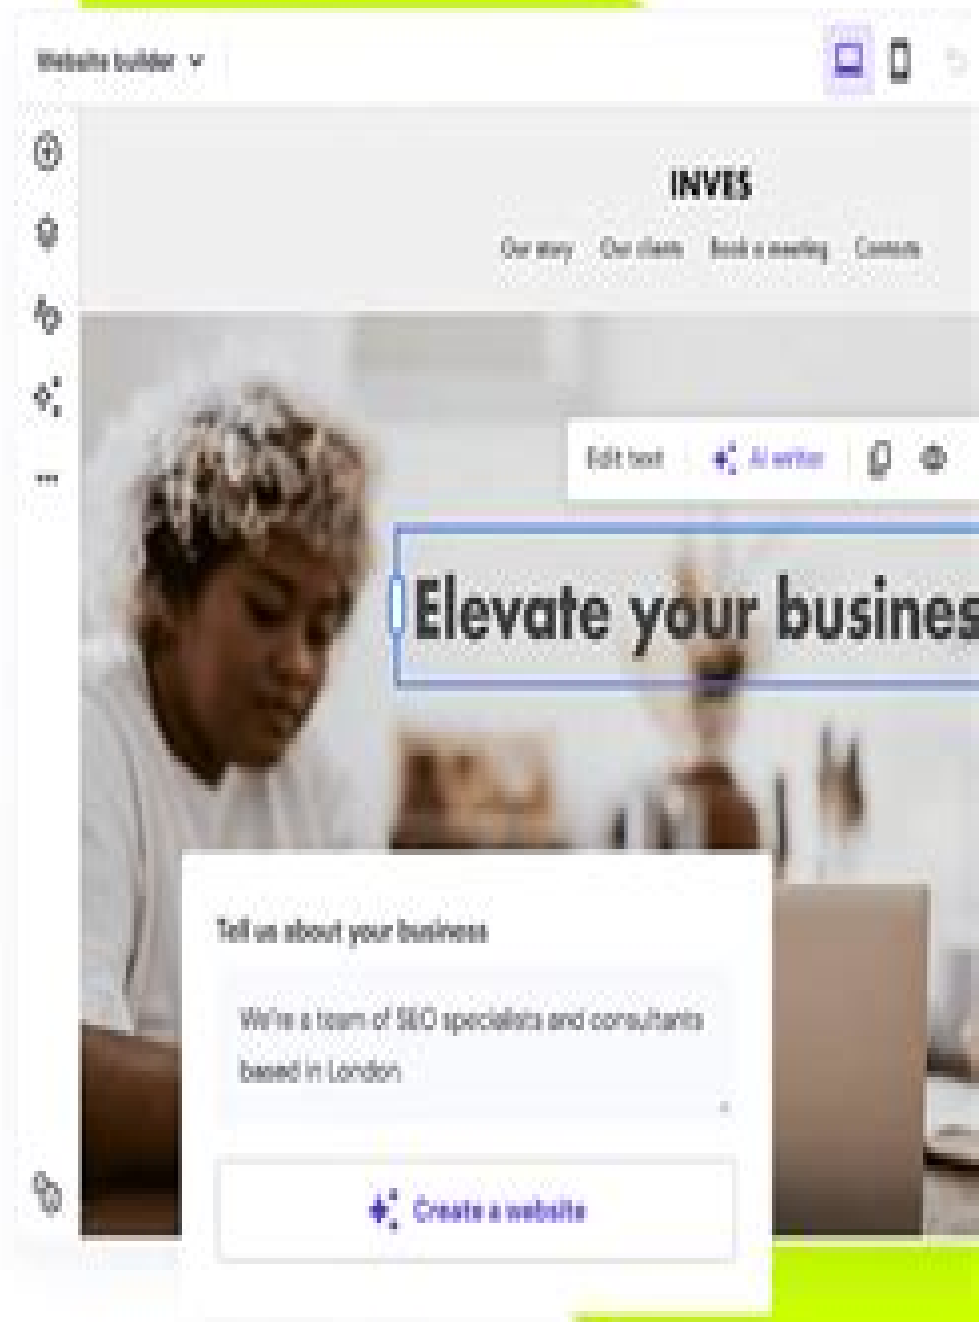 Website builder
INVES
Our story Our clients Book a meeting Contacts
Edit text AI writer
Elevate your busines
Tell us about your business
We're a team of SEO specialists and consultants
based in London
Create a website